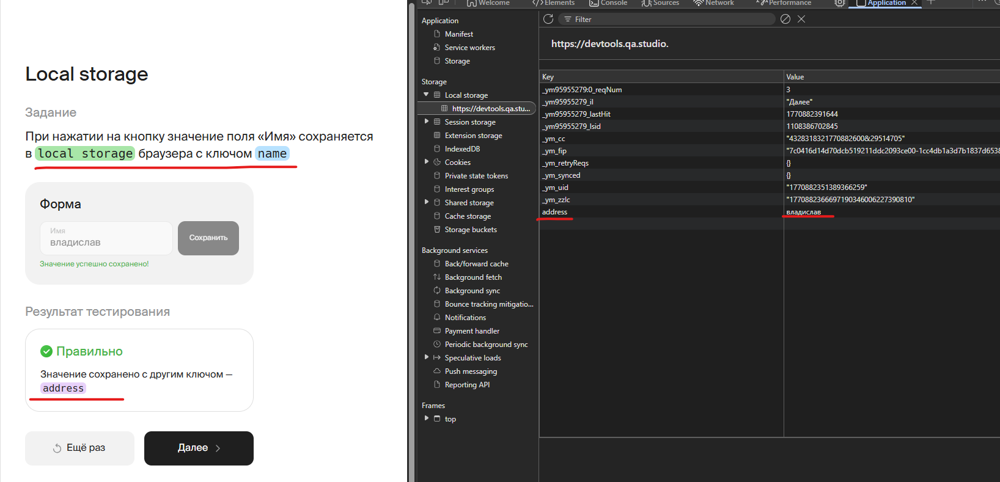 Local storage
Задание
При нажатии на кнопку значение поля «Имя» сохраняется
в local storage браузера с ключом name
Форма
Имя
владислав
Сохранить
Значение успешно сохранено!
Результат тестирования
Правильно
Значение сохранено с другим ключом —
address
Ещё раз
Далее
Welcome
Elements
Console
Sources
Network
Performance
Application
Application
Manifest
Service workers
Storage
Storage
Local storage
https://devtools.qa.stu...
Session storage
Extension storage
IndexedDB
Cookies
Private state tokens
Interest groups
Shared storage
Cache storage
Storage buckets
Background services
Back/forward cache
Background fetch
Background sync
Bounce tracking mitigatio...
Notifications
Payment handler
Periodic background sync
Speculative loads
Push messaging
Reporting API
Frames
top
Filter
https://devtools.qa.studio.
Key Value
_ym95955279:0_reqNum 3
_ym95955279_il "Далее"
_ym95955279_lastHit 1770882391644
_ym95955279_lsid 1108386702845
_ym_cc "43283183217708826008&29514705"
_ym_fip "7c0416d14d70dcb519211ddc2093ce00-1cc4db1a3d7b1837d6538
_ym_retryReqs {}
_ym_synced {}
_ym_uid "1770882351389366259"
_ym_zzlc "1770882366697190346006227390810"
address владислав